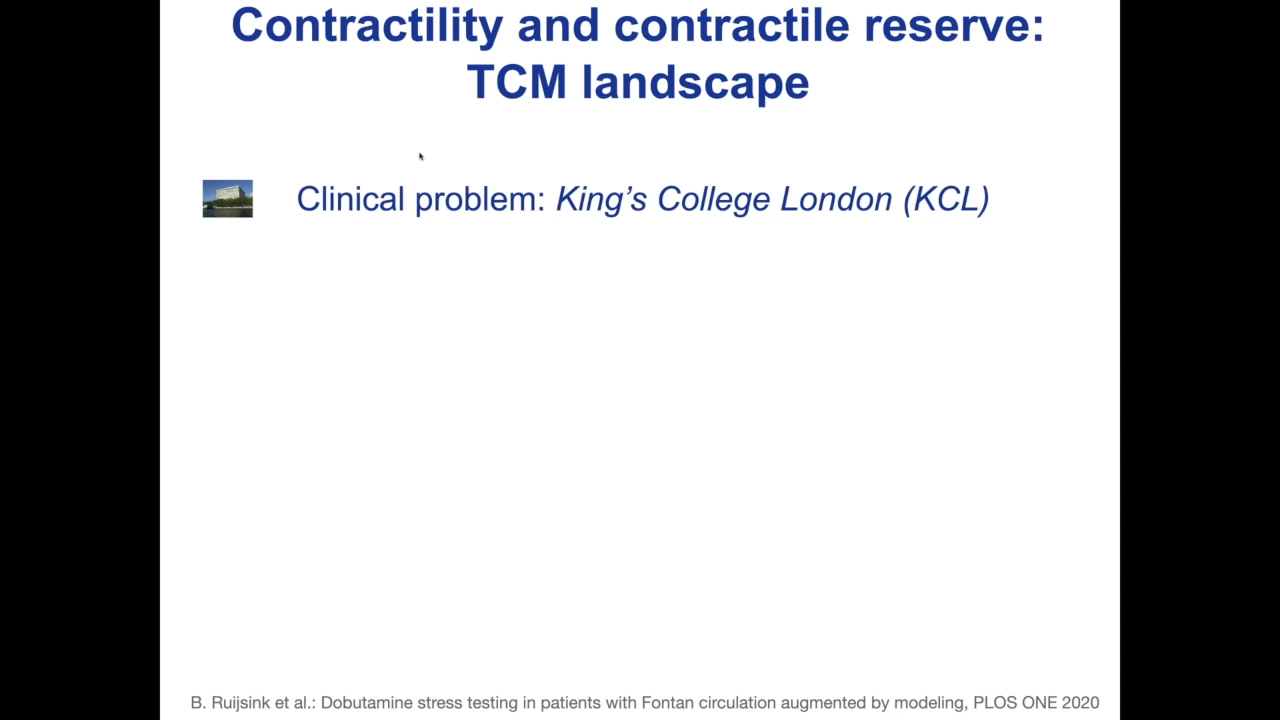 Contractility and contractile reserve:
TCM landscape
Clinical problem: King’s College London (KCL)
B. Ruijsink et al.: Dobutamine stress testing in patients with Fontan circulation augmented by modeling, PLOS ONE 2020